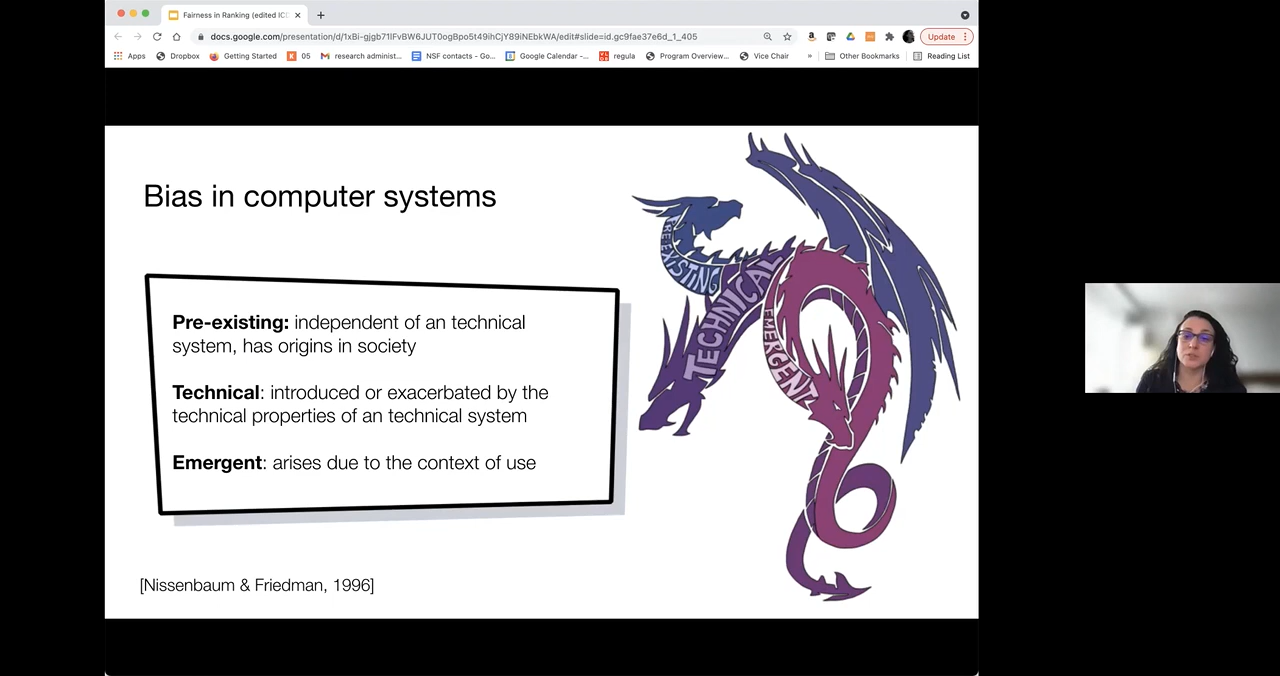 Fairness in Ranking (edited ICD
docs.google.com/presentation/d/1xBi-gjgb71lFvBW6JUT0ogBpo5t49ihCjY89iNEbkWA/edit#slide=id.gc9fae37e6d_1_405
Update
Apps Dropbox Getting Started 05 research administ... NSF contacts - Go... Google Calendar -... regula Program Overview... Vice Chair » Other Bookmarks Reading List
Bias in computer systems
PREEXISTING
TECHNICAL
EMERGENT
Pre-existing: independent of an technical
system, has origins in society
Technical: introduced or exacerbated by the
technical properties of an technical system
Emergent: arises due to the context of use
[Nissenbaum & Friedman, 1996]